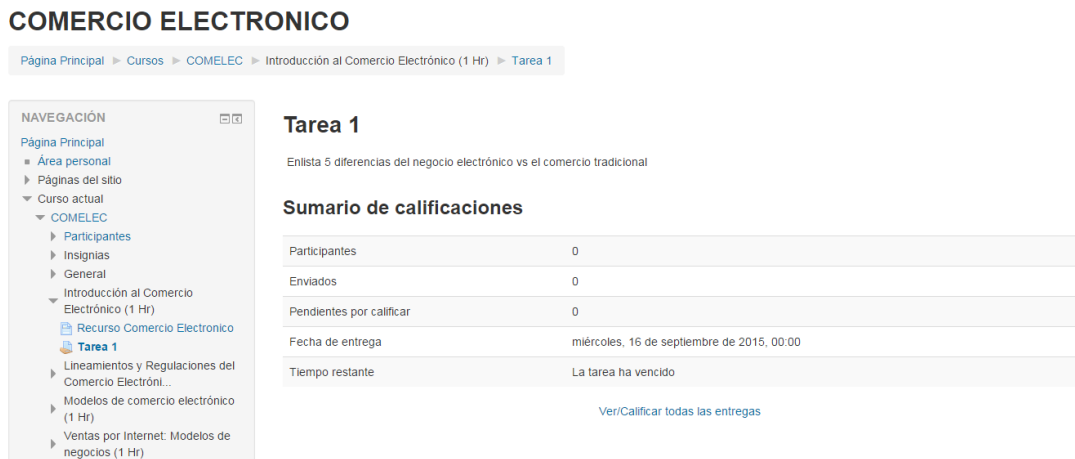 COMERCIO ELECTRONICO
Página Principal Cursos COMELEC Introducción al Comercio Electrónico (1 Hr) Tarea 1
NAVEGACIÓN
Página Principal
Área personal
Páginas del sitio
Curso actual
COMELEC
Participantes
Insignias
General
Introducción al Comercio
Electrónico (1 Hr)
Recurso Comercio Electronico
Tarea 1
Lineamientos y Regulaciones del
Comercio Electróni...
Modelos de comercio electrónico
(1 Hr)
Ventas por Internet: Modelos de
negocios (1 Hr)
Tarea 1
Enlista 5 diferencias del negocio electrónico vs el comercio tradicional
Sumario de calificaciones
Participantes 0
Enviados 0
Pendientes por calificar 0
Fecha de entrega miércoles, 16 de septiembre de 2015, 00:00
Tiempo restante La tarea ha vencido
Ver/Calificar todas las entregas